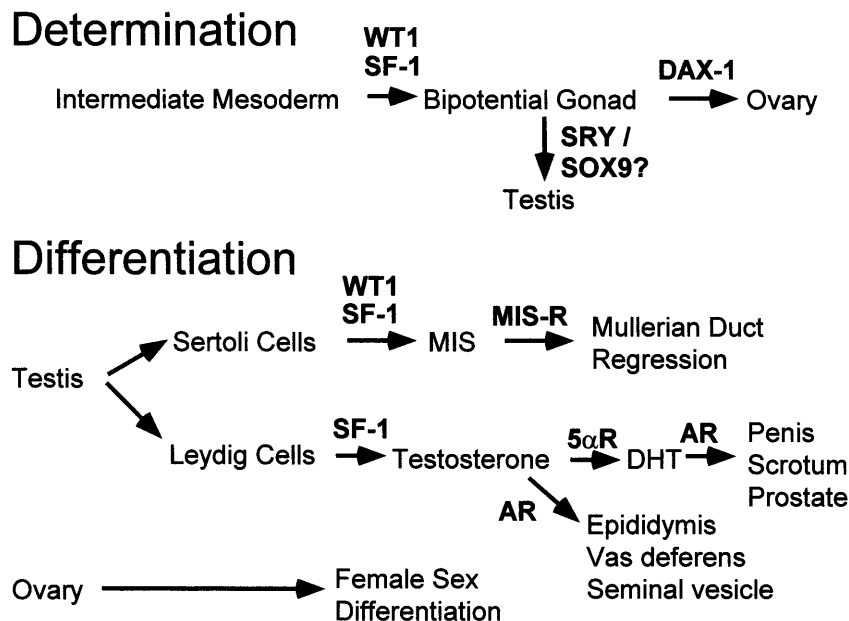 Determination
WT1
SF-1
DAX-1
Intermediate Mesoderm
Bipotential Gonad
Ovary
SRY /
SOX9?
Testis
Differentiation
WT1
SF-1
MIS-R
Sertoli Cells
MIS
Mullerian Duct
Regression
Testis
SF-1
5αR
AR
Leydig Cells
Testosterone
DHT
Penis
Scrotum
Prostate
AR
Epididymis
Vas deferens
Seminal vesicle
Ovary
Female Sex
Differentiation